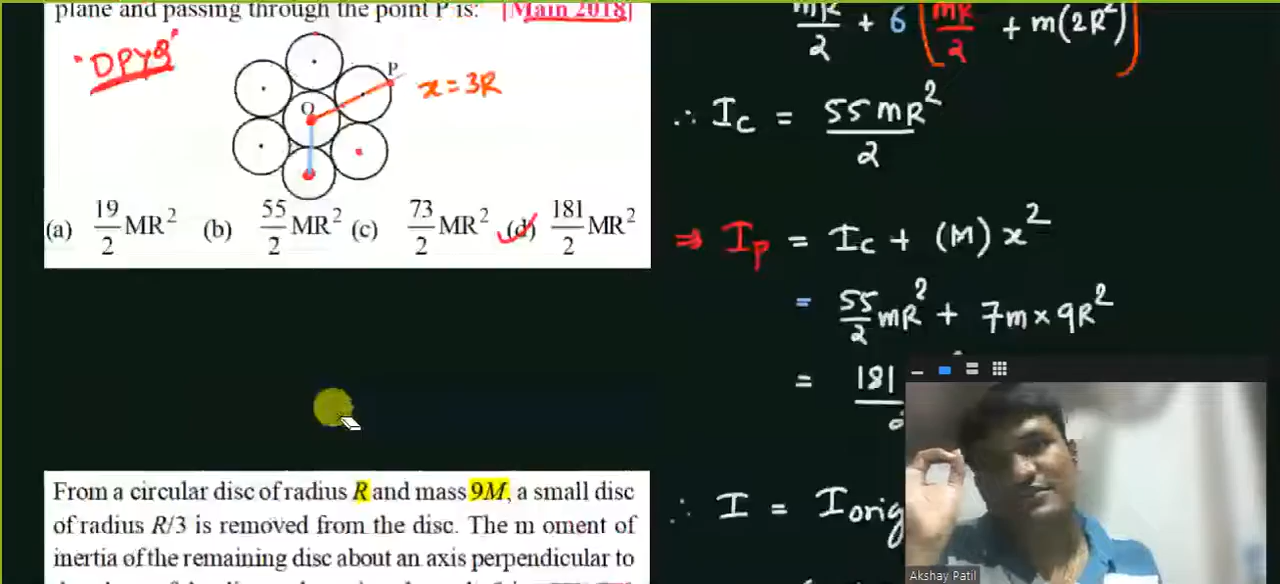 plane and passing through the point P is: [Main 2018]
"DPYQ"
P
O
x = 3R
(a) 19/2 MR² (b) 55/2 MR² (c) 73/2 MR² (d) 181/2 MR²
From a circular disc of radius R and mass 9M, a small disc
of radius R/3 is removed from the disc. The m oment of
inertia of the remaining disc about an axis perpendicular to
mR/2 + 6 (mR/2 + m(2R²)
∴ Ic = 55mR²/2
⇒ Ip = Ic + (M) x²
= 55/2 mR² + 7m × 9R²
= 181
∴ I = Iorig
Akshay Patil